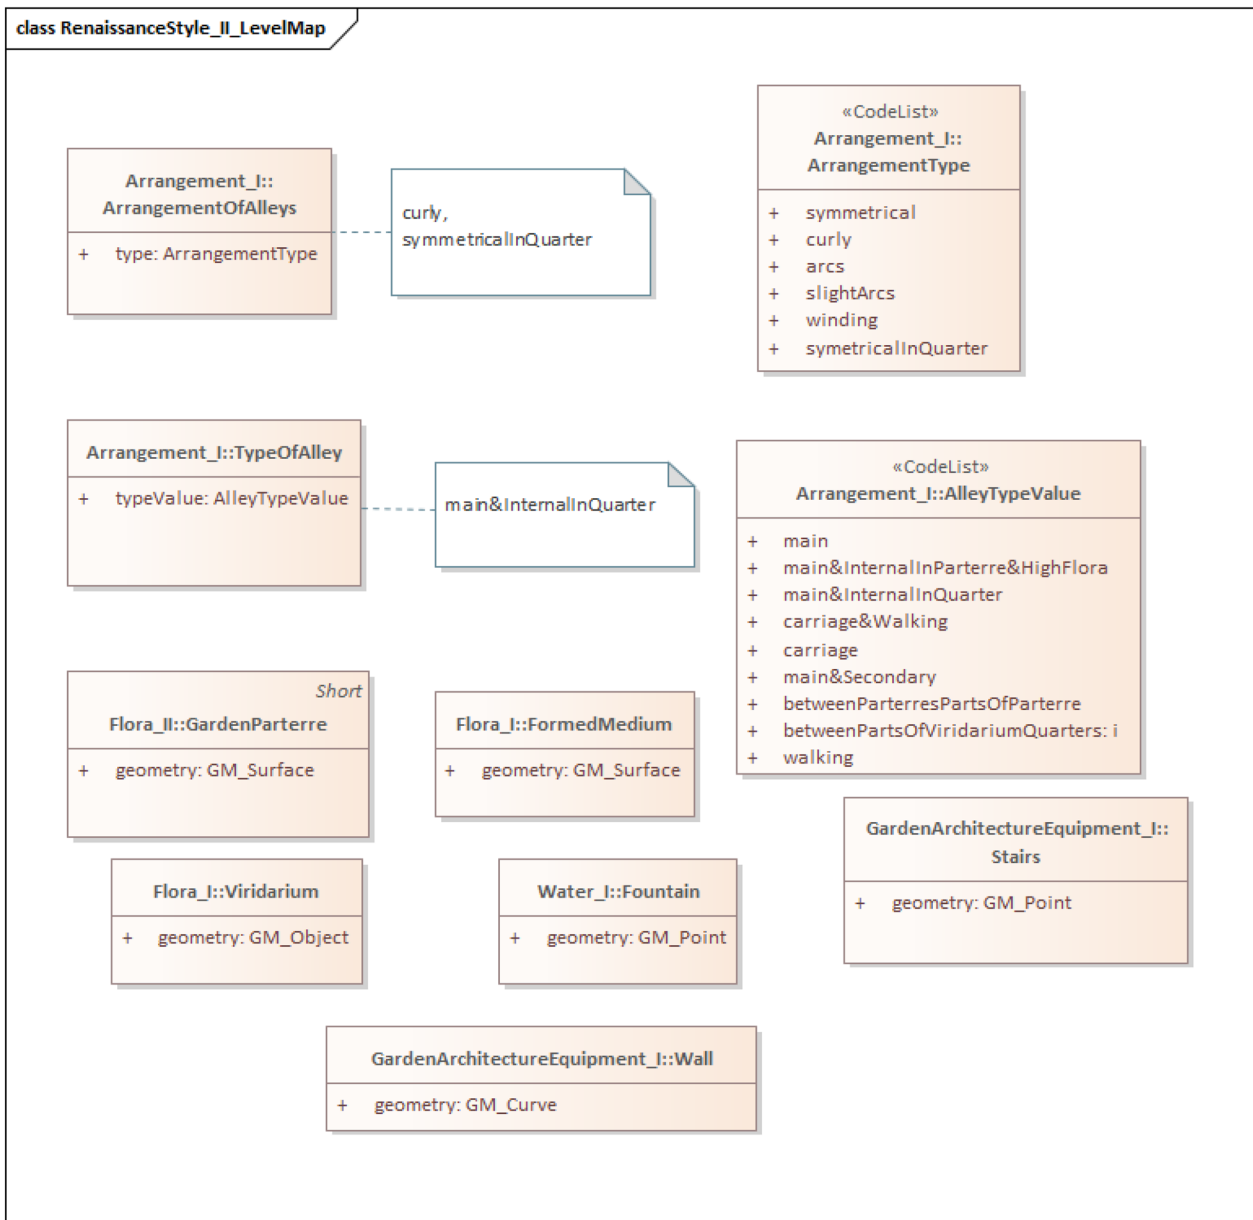 class RenaissanceStyle_II_LevelMap
Arrangement_I::
ArrangementOfAlleys
+ type: ArrangementType
curly,
symmetricalInQuarter
«CodeList»
Arrangement_I::
ArrangementType
+ symmetrical
+ curly
+ arcs
+ slightArcs
+ winding
+ symetricalInQuarter
Arrangement_I::TypeOfAlley
+ typeValue: AlleyTypeValue
main&InternalInQuarter
«CodeList»
Arrangement_I::AlleyTypeValue
+ main
+ main&InternalInParterre&HighFlora
+ main&InternalInQuarter
+ carriage&Walking
+ carriage
+ main&Secondary
+ betweenParterresPartsOfParterre
+ betweenPartsOfViridariumQuarters: i
+ walking
Short
Flora_II::GardenParterre
+ geometry: GM_Surface
Flora_I::FormedMedium
+ geometry: GM_Surface
GardenArchitectureEquipment_I::
Stairs
+ geometry: GM_Point
Flora_I::Viridarium
+ geometry: GM_Object
Water_I::Fountain
+ geometry: GM_Point
GardenArchitectureEquipment_I::Wall
+ geometry: GM_Curve